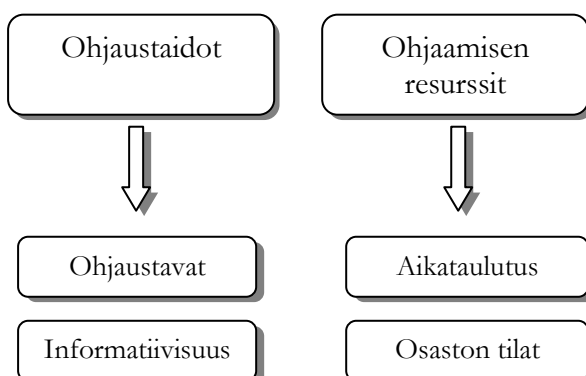 Ohjaustaidot
Ohjaamisen
resurssit
Ohjaustavat
Aikataulutus
Informatiivisuus
Osaston tilat